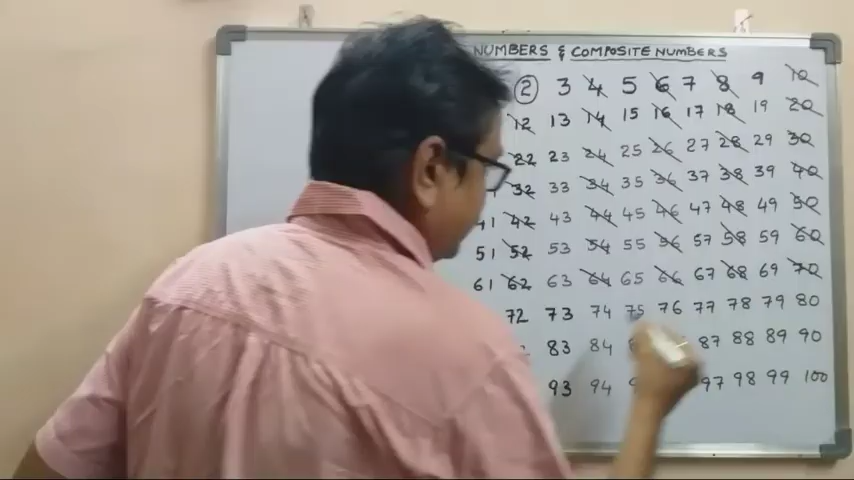 NUMBERS & COMPOSITE NUMBERS
2 3 4 5 6 7 8 9 10
12 13 14 15 16 17 18 19 20
22 23 24 25 26 27 28 29 30
32 33 34 35 36 37 38 39 40
41 42 43 44 45 46 47 48 49 50
51 52 53 54 55 56 57 58 59 60
61 62 63 64 65 66 67 68 69 70
72 73 74 75 76 77 78 79 80
83 84 87 88 89 90
93 94 97 98 99 100